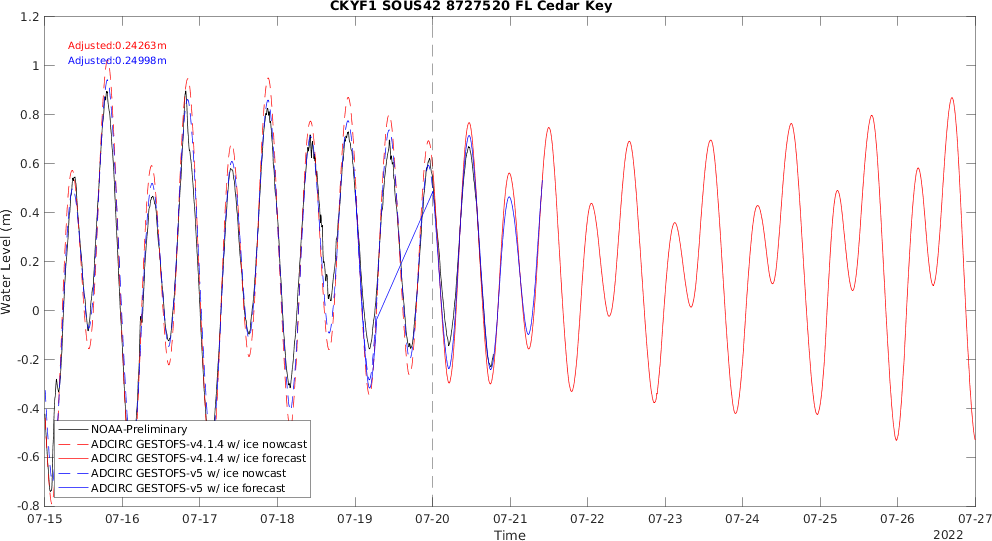 CKYF1 SOUS42 8727520 FL Cedar Key
1.2
1
0.8
0.6
0.4
0.2
0
-0.2
-0.4
-0.6
-0.8
Water Level (m)
Adjusted:0.24263m
Adjusted:0.24998m
NOAA-Preliminary
ADCIRC GESTOFS-v4.1.4 w/ ice nowcast
ADCIRC GESTOFS-v4.1.4 w/ ice forecast
ADCIRC GESTOFS-v5 w/ ice nowcast
ADCIRC GESTOFS-v5 w/ ice forecast
07-15 07-16 07-17 07-18 07-19 07-20 07-21 07-22 07-23 07-24 07-25 07-26 07-27
Time
2022